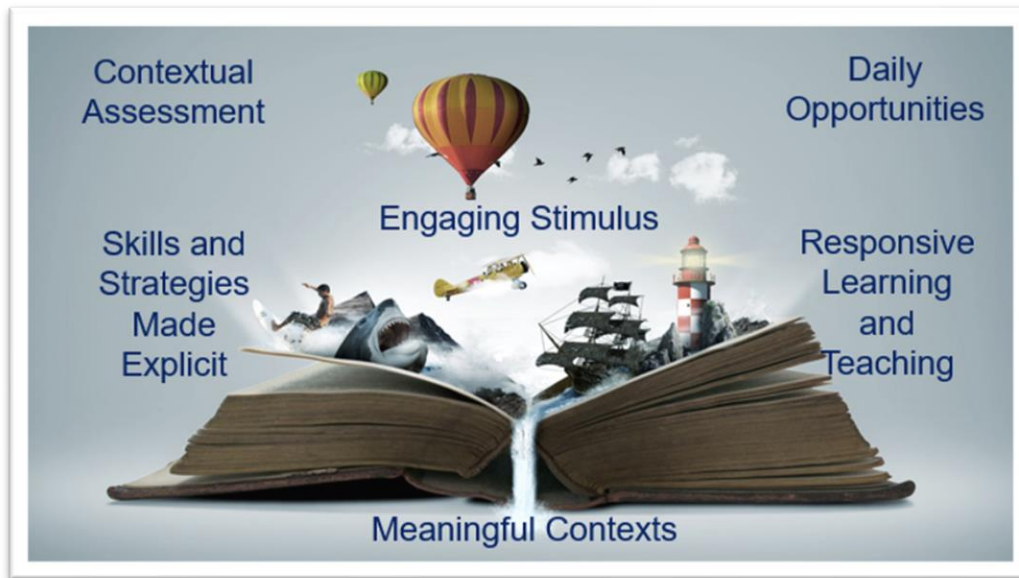 Contextual
Assessment
Daily
Opportunities
Engaging Stimulus
Skills and
Strategies
Made
Explicit
Responsive
Learning
and
Teaching
Meaningful Contexts